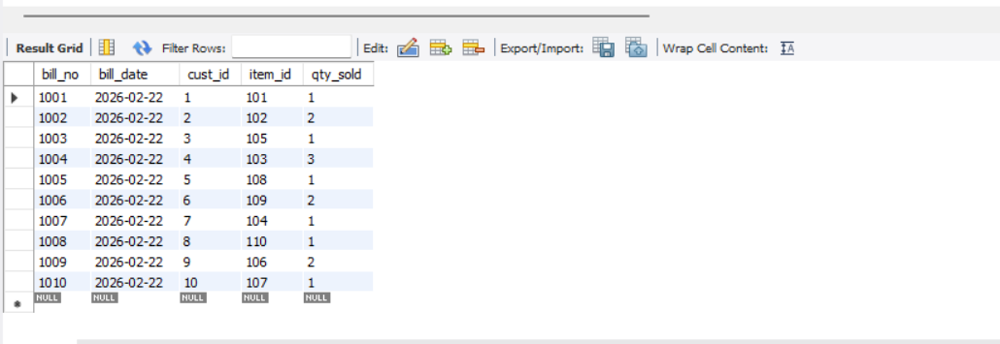 Result Grid Filter Rows: Edit: Export/Import: Wrap Cell Content: IA
bill_no bill_date cust_id item_id qty_sold
1001 2026-02-22 1 101 1
1002 2026-02-22 2 102 2
1003 2026-02-22 3 105 1
1004 2026-02-22 4 103 3
1005 2026-02-22 5 108 1
1006 2026-02-22 6 109 2
1007 2026-02-22 7 104 1
1008 2026-02-22 8 110 1
1009 2026-02-22 9 106 2
1010 2026-02-22 10 107 1
NULL NULL NULL NULL NULL